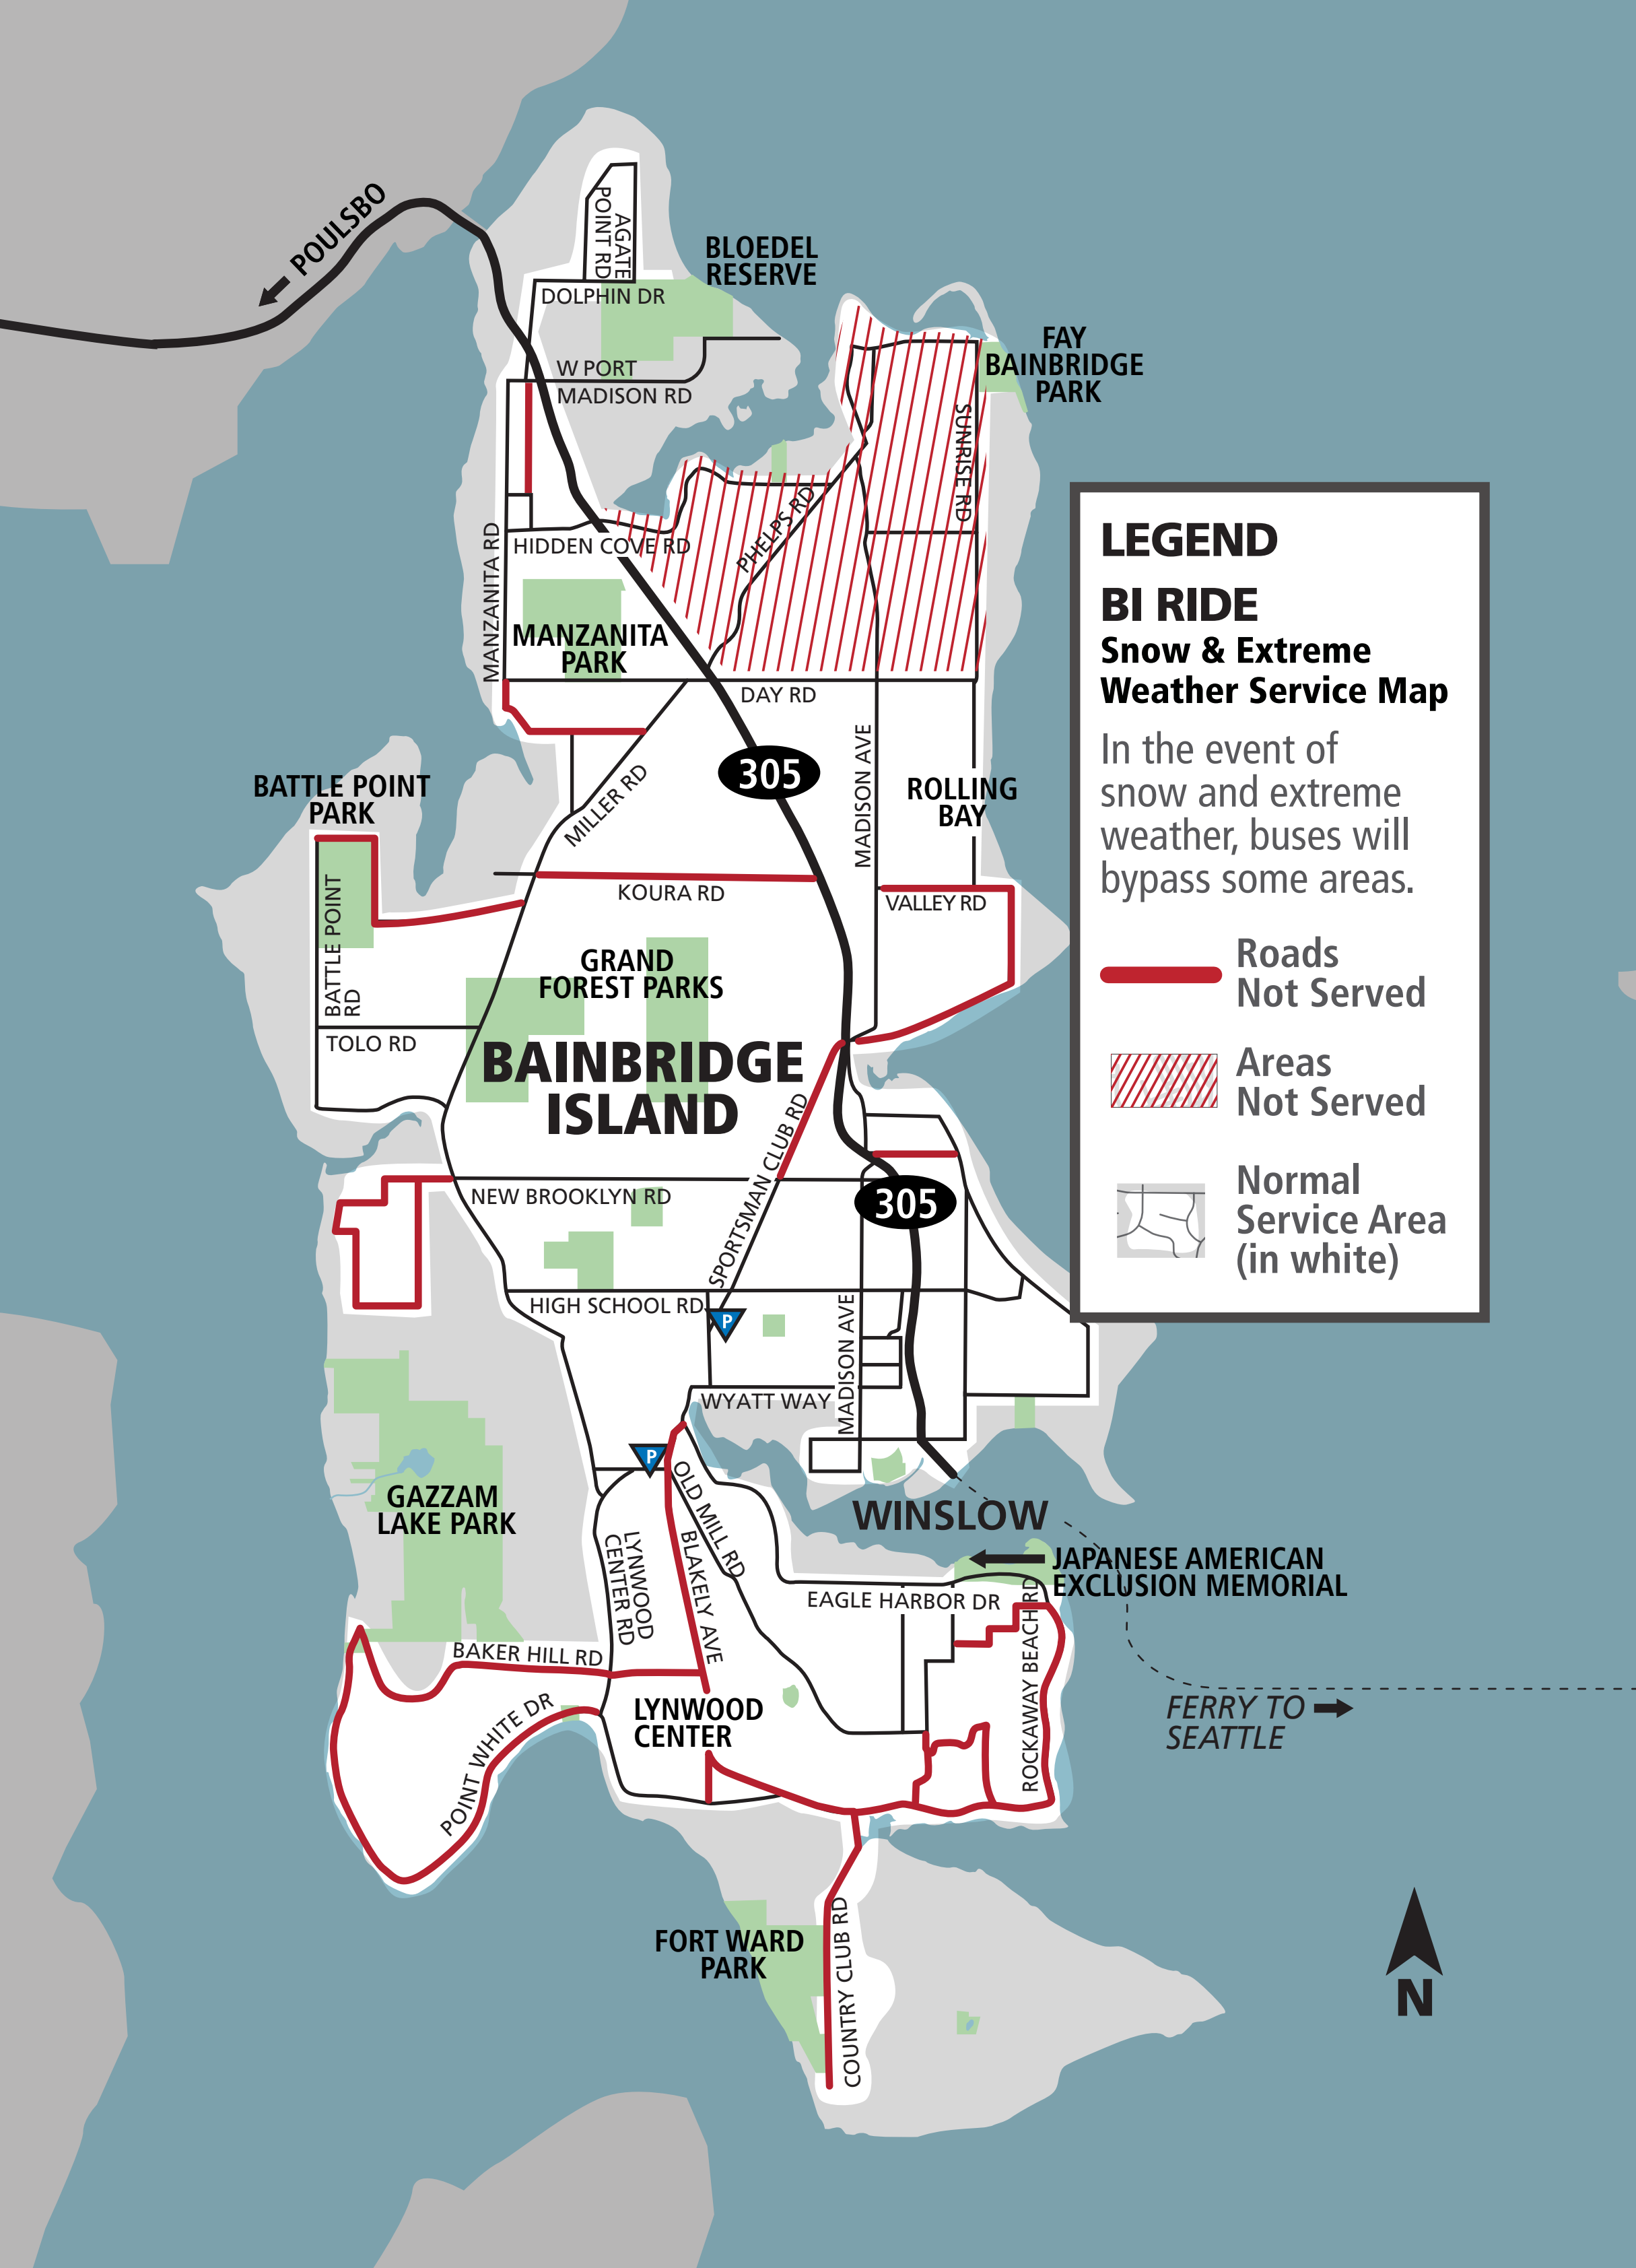 POULSBO
AGATE
POINT RD
BLOEDEL
RESERVE
DOLPHIN DR
FAY
BAINBRIDGE
PARK
W PORT
MADISON RD
SUNRISE RD
PHELPS RD
MANZANITA RD
HIDDEN COVE RD
MANZANITA
PARK
DAY RD
LEGEND
BI RIDE
Snow & Extreme
Weather Service Map
In the event of
snow and extreme
weather, buses will
bypass some areas.
Roads
Not Served
Areas
Not Served
Normal
Service Area
(in white)
305
MADISON AVE
ROLLING
BAY
BATTLE POINT
PARK
MILLER RD
KOURA RD
VALLEY RD
BATTLE POINT
RD
GRAND
FOREST PARKS
TOLO RD
BAINBRIDGE
ISLAND
SPORTSMAN CLUB RD
NEW BROOKLYN RD
305
HIGH SCHOOL RD
P
MADISON AVE
WYATT WAY
P
OLD MILL RD
GAZZAM
LAKE PARK
WINSLOW
LYNWOOD
CENTER RD
BLAKELY AVE
JAPANESE AMERICAN
EXCLUSION MEMORIAL
EAGLE HARBOR DR
ROCKAWAY BEACH RD
BAKER HILL RD
POINT WHITE DR
LYNWOOD
CENTER
FERRY TO
SEATTLE
FORT WARD
PARK
COUNTRY CLUB RD
N